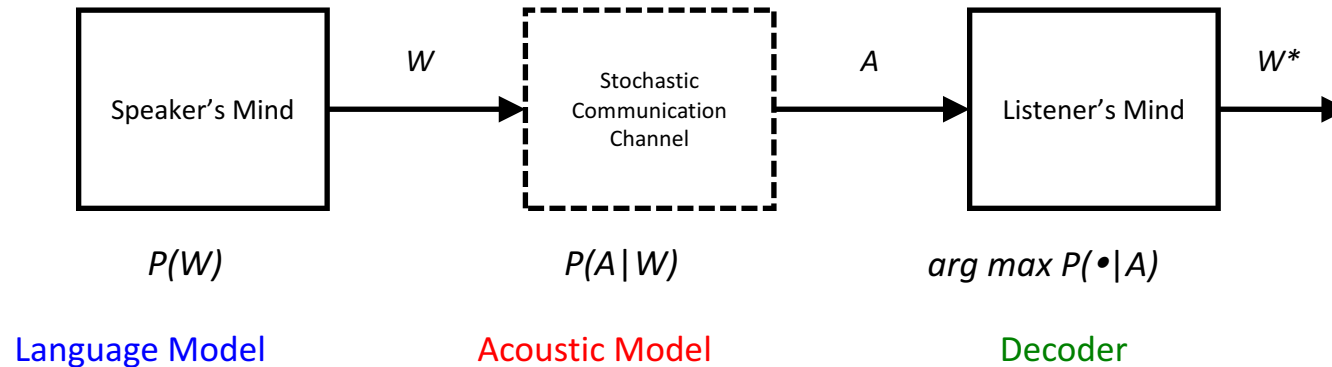 W
A
W*
Speaker’s Mind
Stochastic
Communication
Channel
Listener’s Mind
P(W)
P(A|W)
arg max P(•|A)
Language Model
Acoustic Model
Decoder